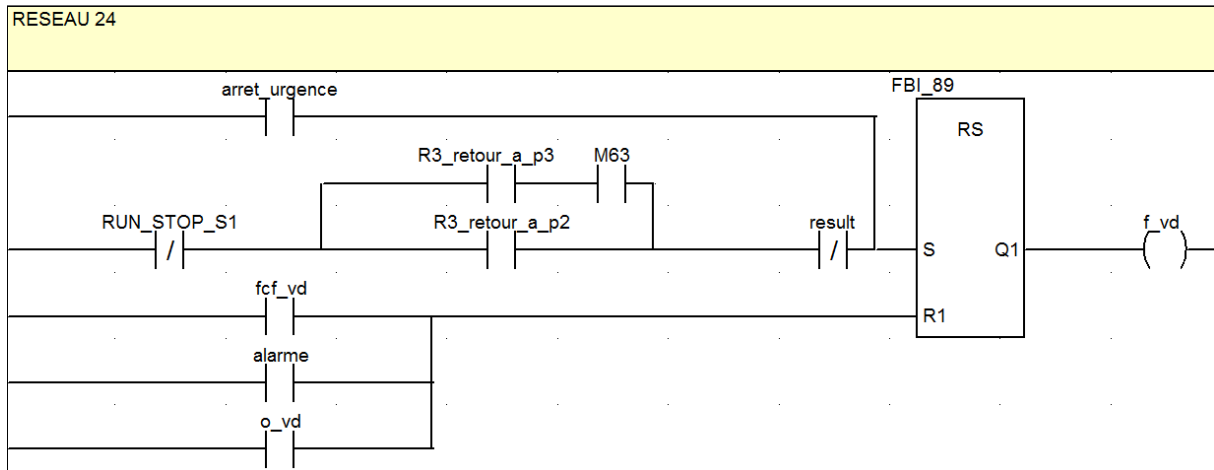 RESEAU 24
arret_urgence
FBI_89
RS
R3_retour_a_p3 M63
RUN_STOP_S1 R3_retour_a_p2 result f_vd
S Q1
fcf_vd
R1
alarme
o_vd